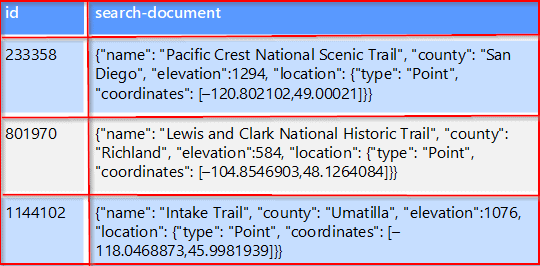 id search-document
233358 {"name": "Pacific Crest National Scenic Trail", "county": "San
Diego", "elevation":1294, "location": {"type": "Point",
"coordinates": [–120.802102,49.00021]}}
801970 {"name": "Lewis and Clark National Historic Trail", "county":
"Richland", "elevation":584, "location": {"type": "Point",
"coordinates": [–104.8546903,48.1264084]}}
1144102 {"name": "Intake Trail", "county": "Umatilla", "elevation":1076,
"location": {"type": "Point", "coordinates": [–
118.0468873,45.9981939]}}